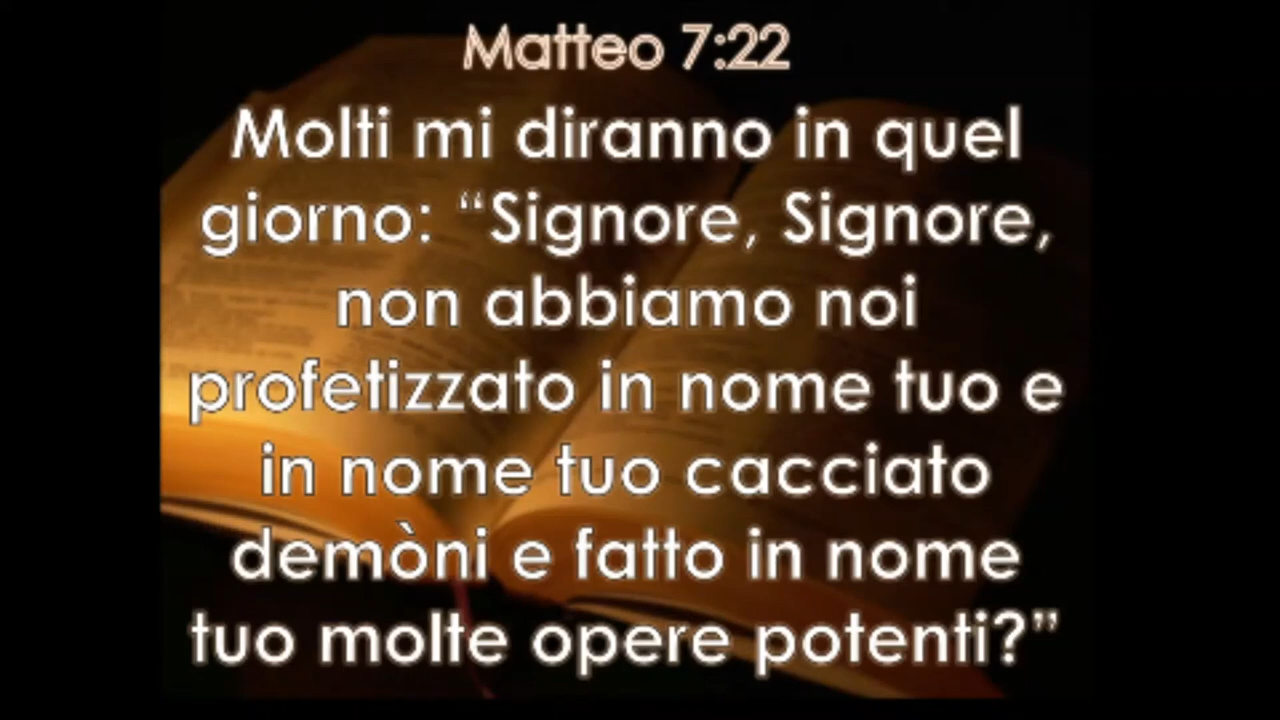 Matteo 7:22
Molti mi diranno in quel
giorno: “Signore, Signore,
non abbiamo noi
profetizzato in nome tuo e
in nome tuo cacciato
demòni e fatto in nome
tuo molte opere potenti?”